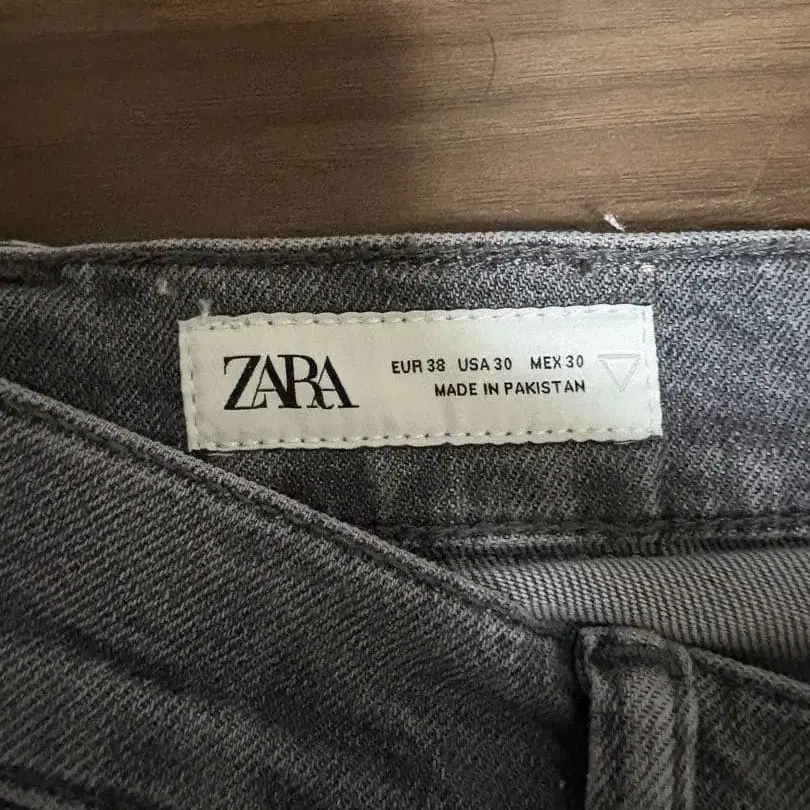 ZARA
EUR 38 USA 30 MEX 30
MADE IN PAKISTAN